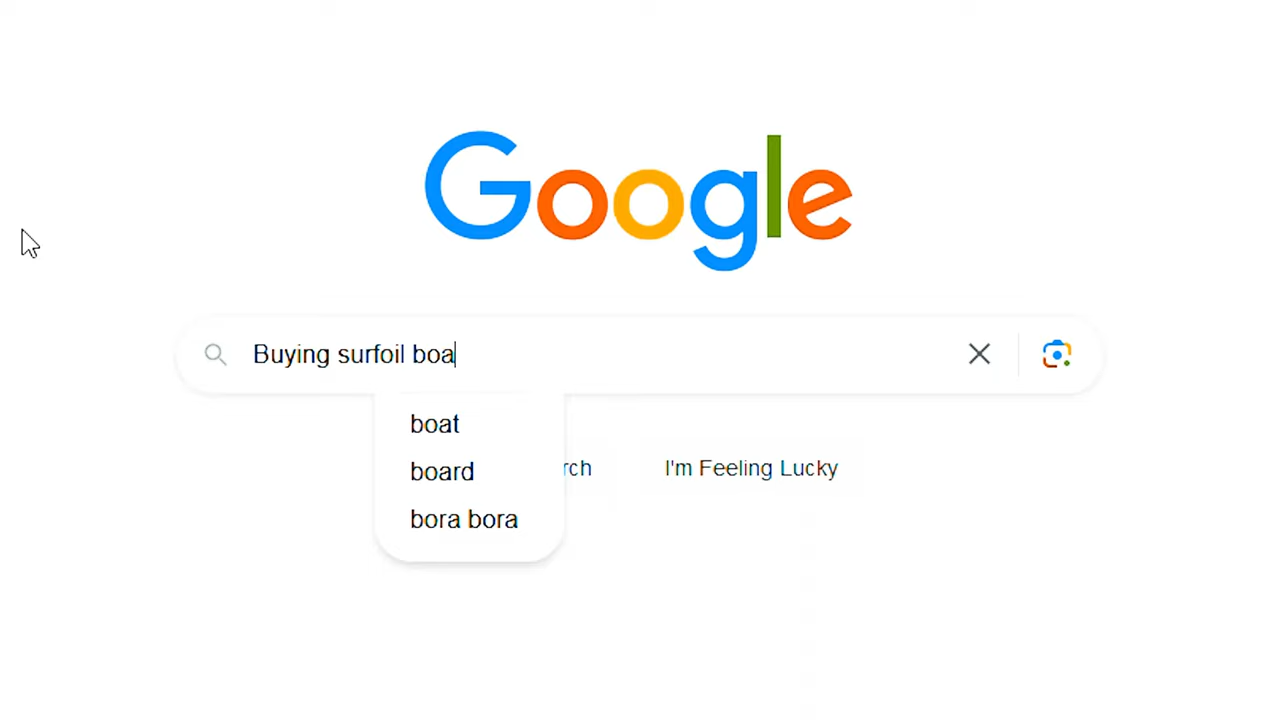 Google
Buying surfoil boa
boat
board
rch I'm Feeling Lucky
bora bora